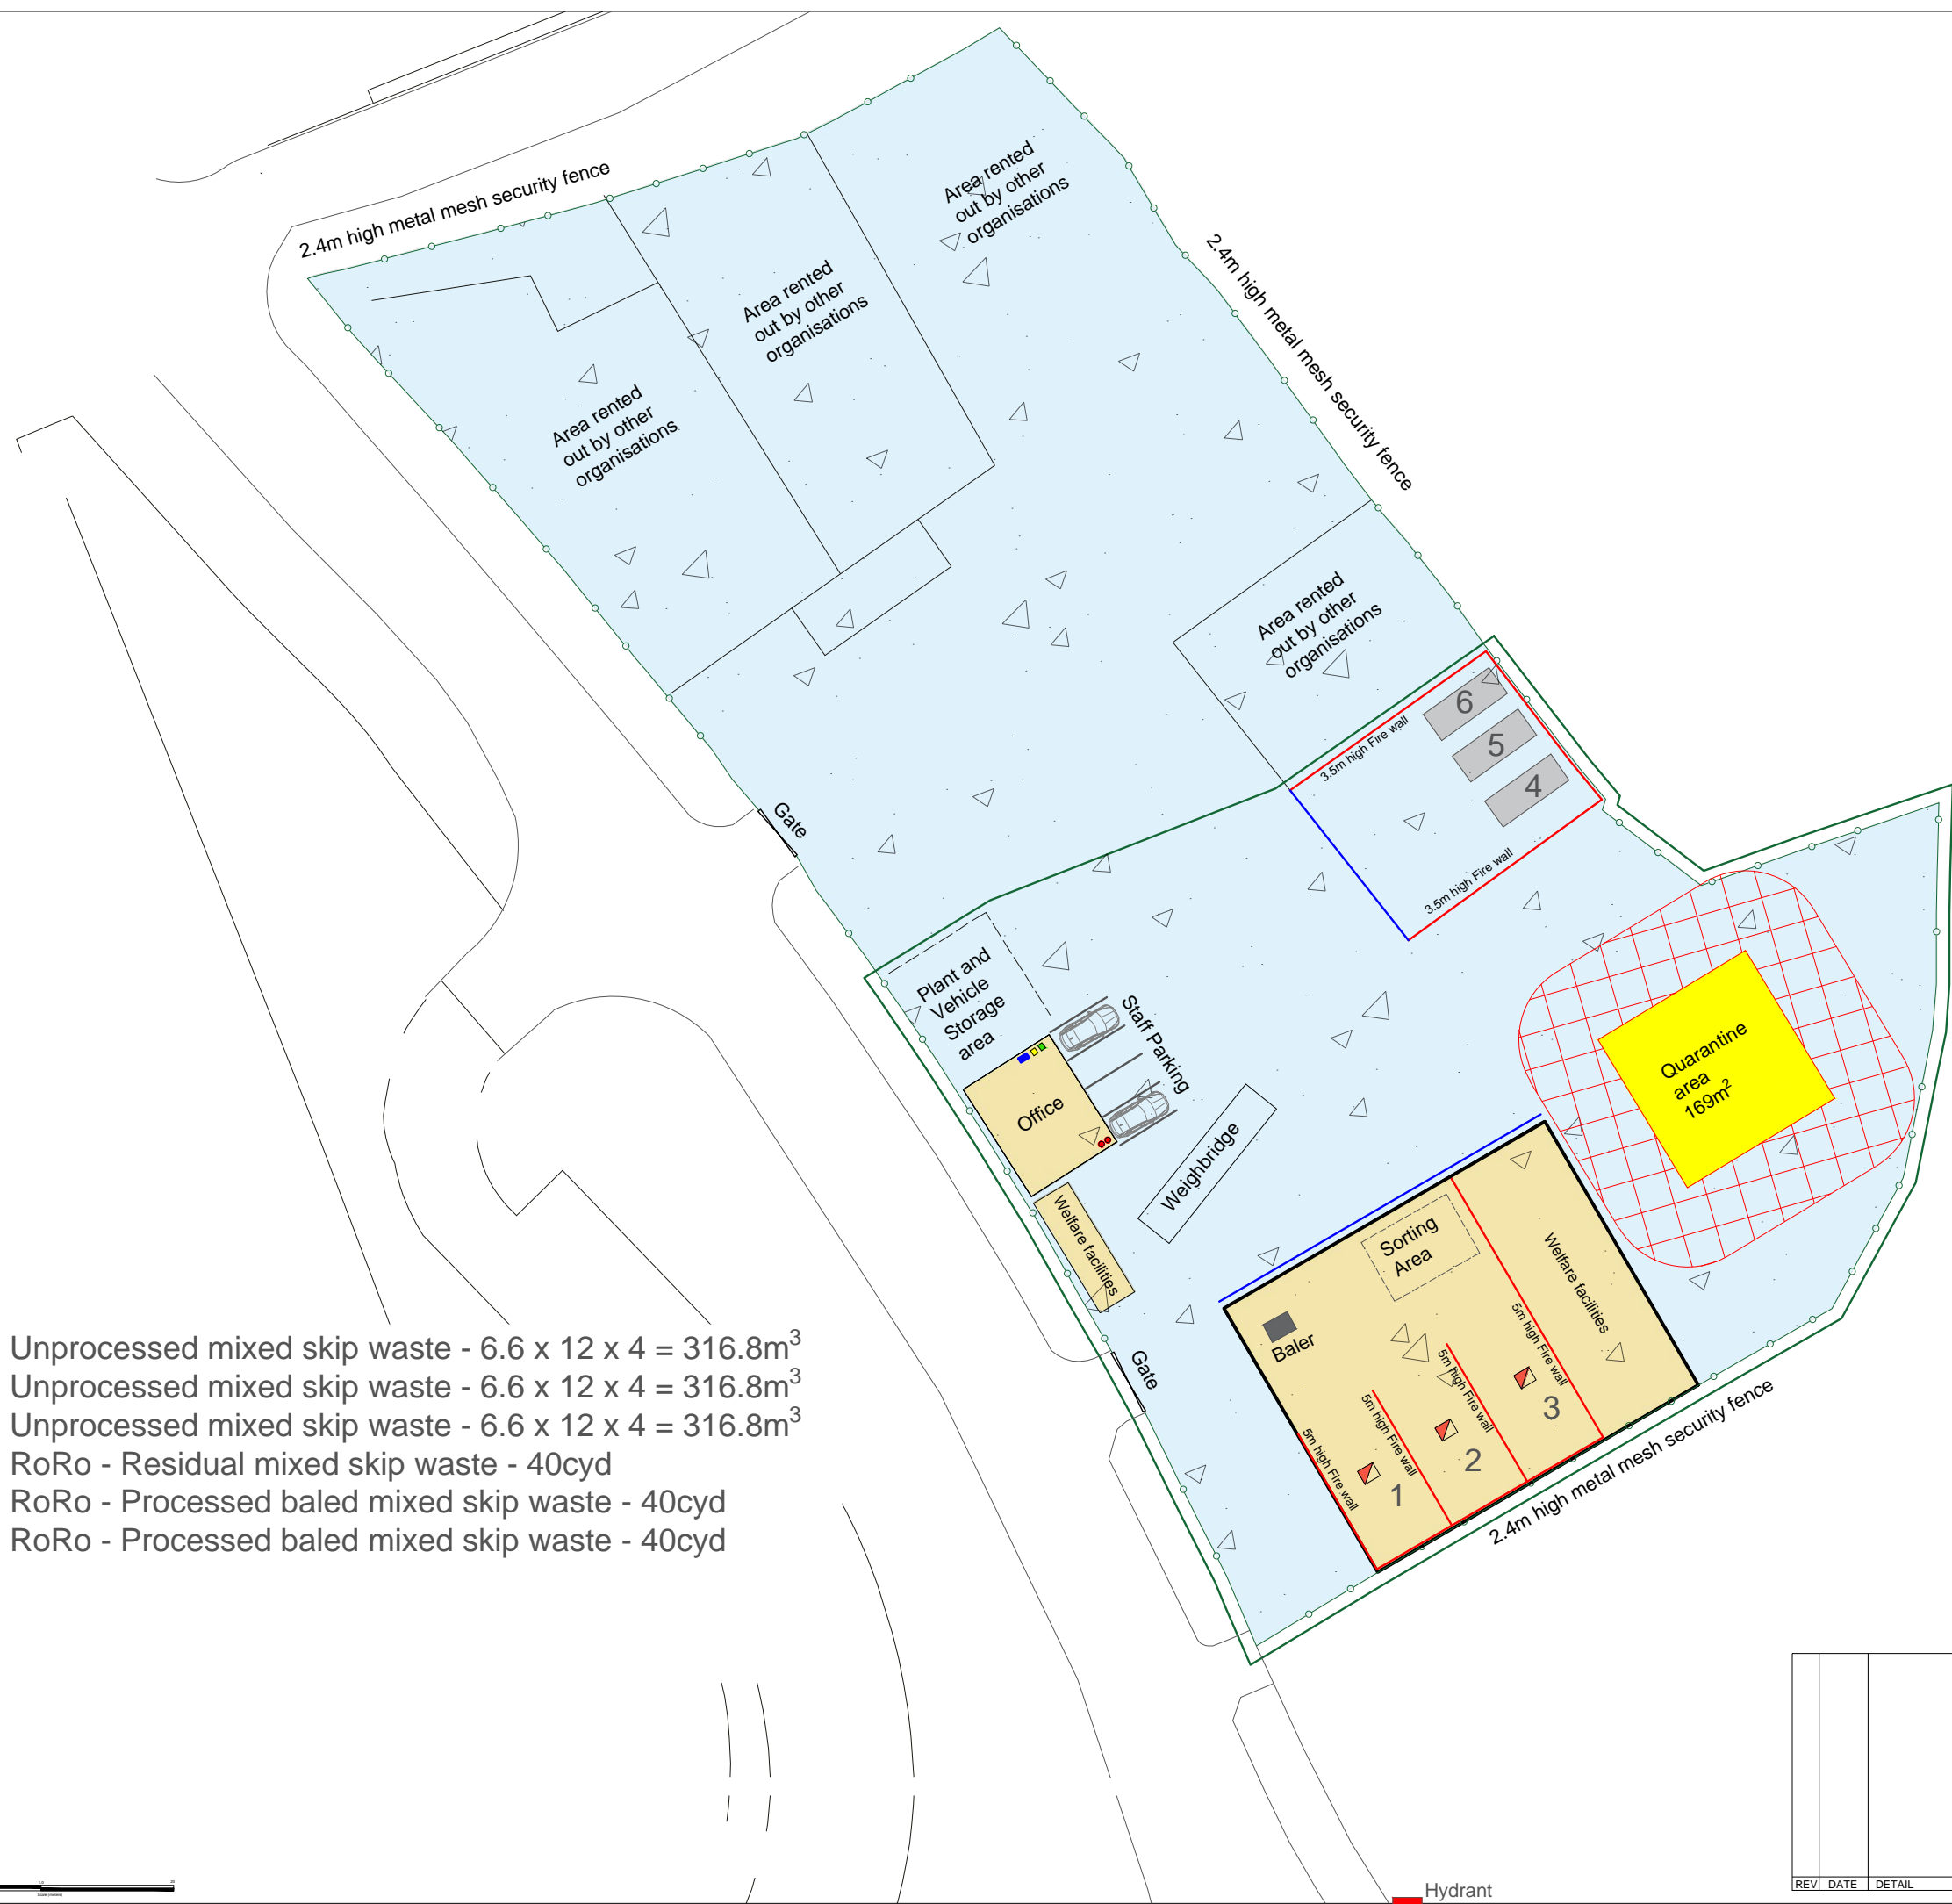 2.4m high metal mesh security fence
Area rented
out by other
organisations
Area rented
out by other
organisations
Area rented
out by other
organisations
2.4m high metal mesh security fence
Area rented
out by other
organisations
6
5
4
3.5m high Fire wall
3.5m high Fire wall
Gate
Plant and
Vehicle
Storage
area
Staff Parking
Office
Weighbridge
Welfare facilities
Quarantine
area
169m²
Sorting
Area
Welfare facilities
Baler
5m high Fire wall
5m high Fire wall
5m high Fire wall
5m high Fire wall
1
2
3
Gate
2.4m high metal mesh security fence
Unprocessed mixed skip waste - 6.6 x 12 x 4 = 316.8m³
Unprocessed mixed skip waste - 6.6 x 12 x 4 = 316.8m³
Unprocessed mixed skip waste - 6.6 x 12 x 4 = 316.8m³
RoRo - Residual mixed skip waste - 40cyd
RoRo - Processed baled mixed skip waste - 40cyd
RoRo - Processed baled mixed skip waste - 40cyd
Hydrant
REV DATE DETAIL